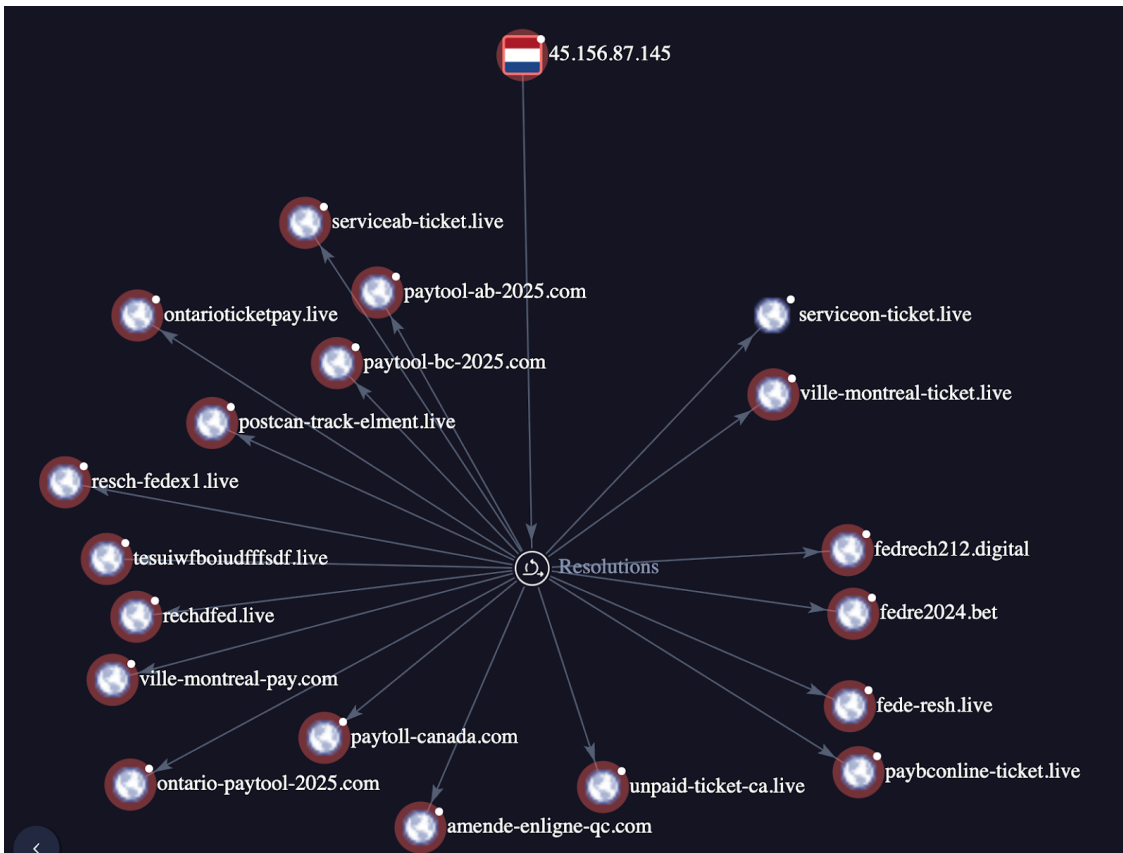 45.156.87.145
serviceab-ticket.live
paytool-ab-2025.com
ontarioticketpay.live
serviceon-ticket.live
paytool-bc-2025.com
ville-montreal-ticket.live
postcan-track-elment.live
resch-fedex1.live
fedrech212.digital
tesuiwfboiudfffsdf.live
Resolutions
rechdfed.live
fedre2024.bet
ville-montreal-pay.com
fede-resh.live
paytoll-canada.com
paybconline-ticket.live
ontario-paytool-2025.com
unpaid-ticket-ca.live
amende-enligne-qc.com